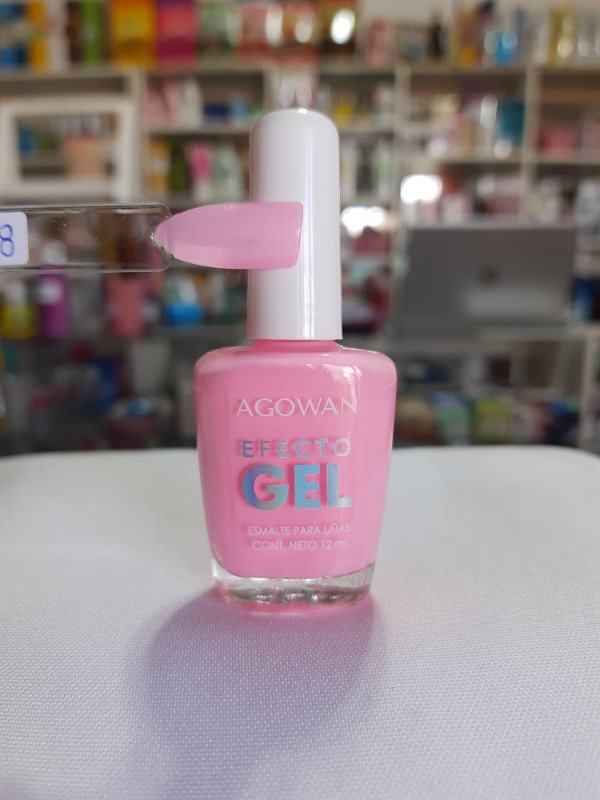 8
AGOWAN
EFECTO
GEL
ESMALTE PARA UÑAS
CONT. NETO 12 ml